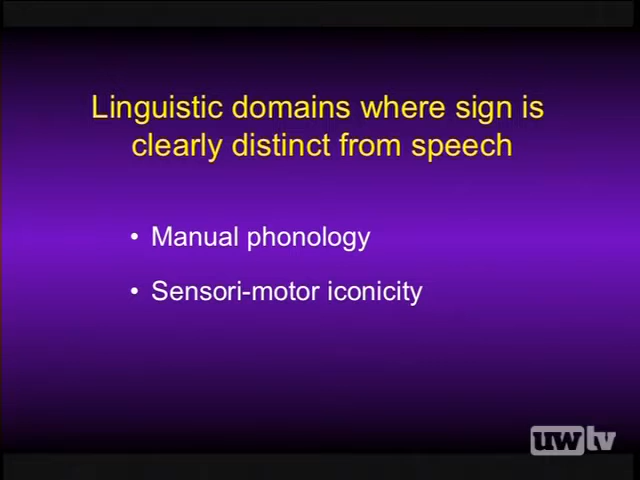 Linguistic domains where sign is
clearly distinct from speech
• Manual phonology
• Sensori-motor iconicity
uwtv